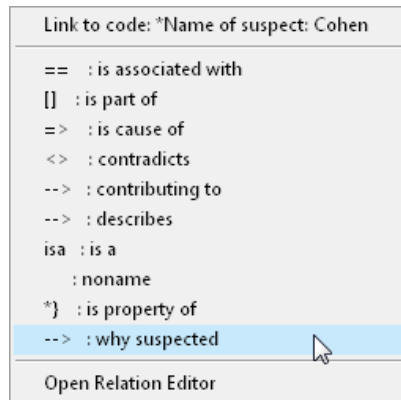 Link to code: *Name of suspect: Cohen
== : is associated with
[] : is part of
=> : is cause of
<> : contradicts
--> : contributing to
--> : describes
isa : is a
: noname
*} : is property of
--> : why suspected
Open Relation Editor